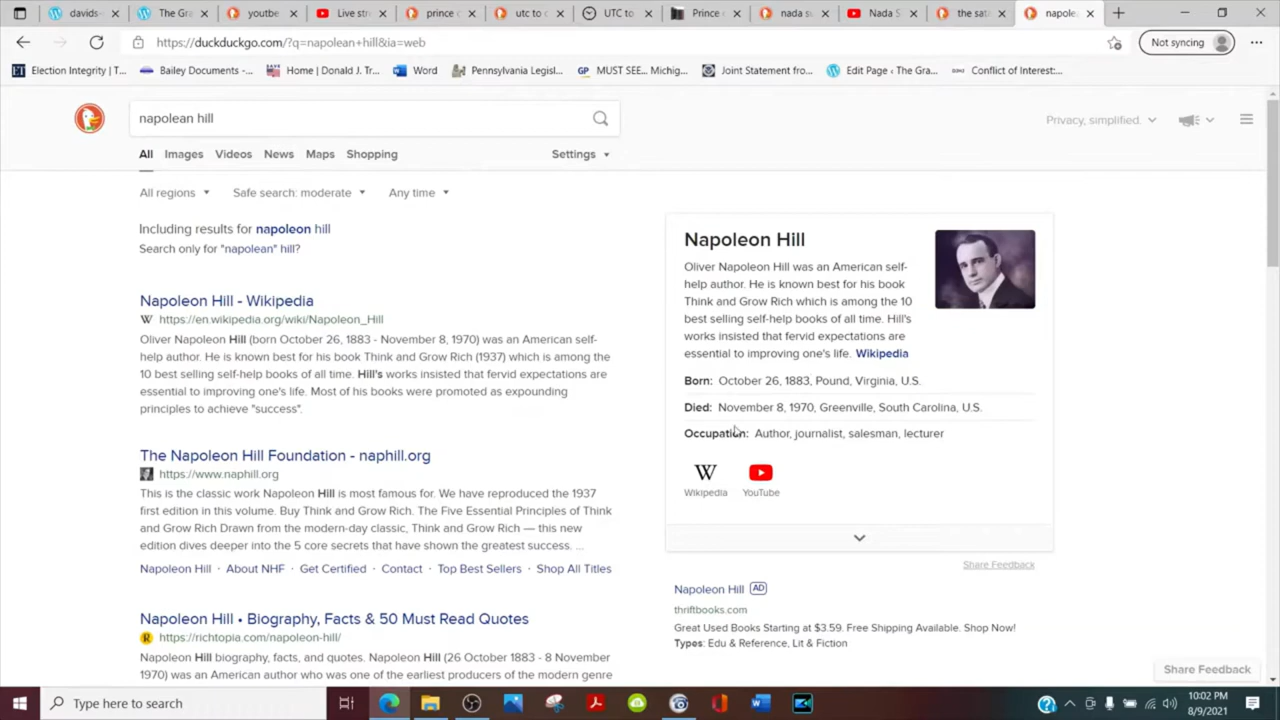 davids-
The Gra
youtbe
Live stre
prince c
utc to c
UTC to
Prince r
nada su
Nada S
the sata
napole
https://duckduckgo.com/?q=napolean+hill&ia=web
Not syncing
Election Integrity | T...
Bailey Documents -...
Home | Donald J. Tr...
Word
Pennsylvania Legisl...
GP MUST SEE... Michig...
Joint Statement fro...
Edit Page ‹ The Gra...
Conflict of Interest:...
napolean hill
Privacy, simplified.
All Images Videos News Maps Shopping Settings
All regions Safe search: moderate Any time
Including results for napoleon hill
Search only for "napolean" hill?
Napoleon Hill - Wikipedia
W https://en.wikipedia.org/wiki/Napoleon_Hill
Oliver Napoleon Hill (born October 26, 1883 - November 8, 1970) was an American self-
help author. He is known best for his book Think and Grow Rich (1937) which is among the
10 best selling self-help books of all time. Hill's works insisted that fervid expectations are
essential to improving one's life. Most of his books were promoted as expounding
principles to achieve "success".
The Napoleon Hill Foundation - naphill.org
https://www.naphill.org
This is the classic work Napoleon Hill is most famous for. We have reproduced the 1937
first edition in this volume. Buy Think and Grow Rich. The Five Essential Principles of Think
and Grow Rich Drawn from the modern-day classic, Think and Grow Rich — this new
edition dives deeper into the 5 core secrets that have shown the greatest success. ...
Napoleon Hill · About NHF · Get Certified · Contact · Top Best Sellers · Shop All Titles
Napoleon Hill • Biography, Facts & 50 Must Read Quotes
https://richtopia.com/napoleon-hill/
Napoleon Hill biography, facts, and quotes. Napoleon Hill (26 October 1883 - 8 November
1970) was an American author who was one of the earliest producers of the modern genre
Napoleon Hill
Oliver Napoleon Hill was an American self-
help author. He is known best for his book
Think and Grow Rich which is among the 10
best selling self-help books of all time. Hill's
works insisted that fervid expectations are
essential to improving one's life. Wikipedia
Born: October 26, 1883, Pound, Virginia, U.S.
Died: November 8, 1970, Greenville, South Carolina, U.S.
Occupation: Author, journalist, salesman, lecturer
W
Wikipedia YouTube
Share Feedback
Napoleon Hill AD
thriftbooks.com
Great Used Books Starting at $3.59. Free Shipping Available. Shop Now!
Types: Edu & Reference, Lit & Fiction
Share Feedback
Type here to search
10:02 PM
8/9/2021